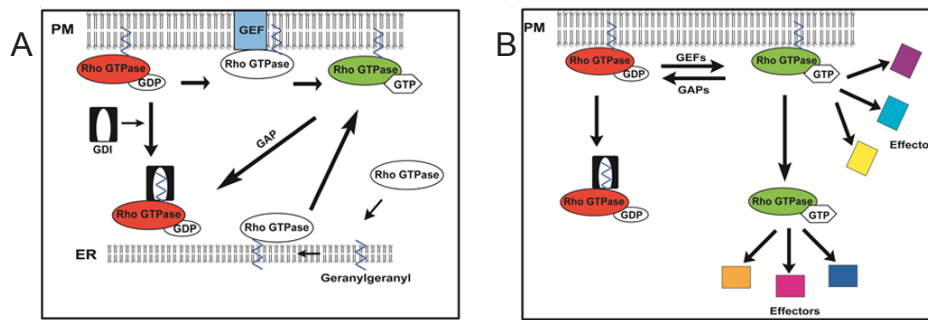 A
PM
GEF
Rho GTPase
GDP
Rho GTPase
Rho GTPase
GTP
GDI
GAP
Rho GTPase
Rho GTPase
GDP
Rho GTPase
ER
Geranylgeranyl
B
PM
Rho GTPase
GDP
GEFs
GAPs
Rho GTPase
GTP
Effecto
Rho GTPase
GDP
Rho GTPase
GTP
Effectors